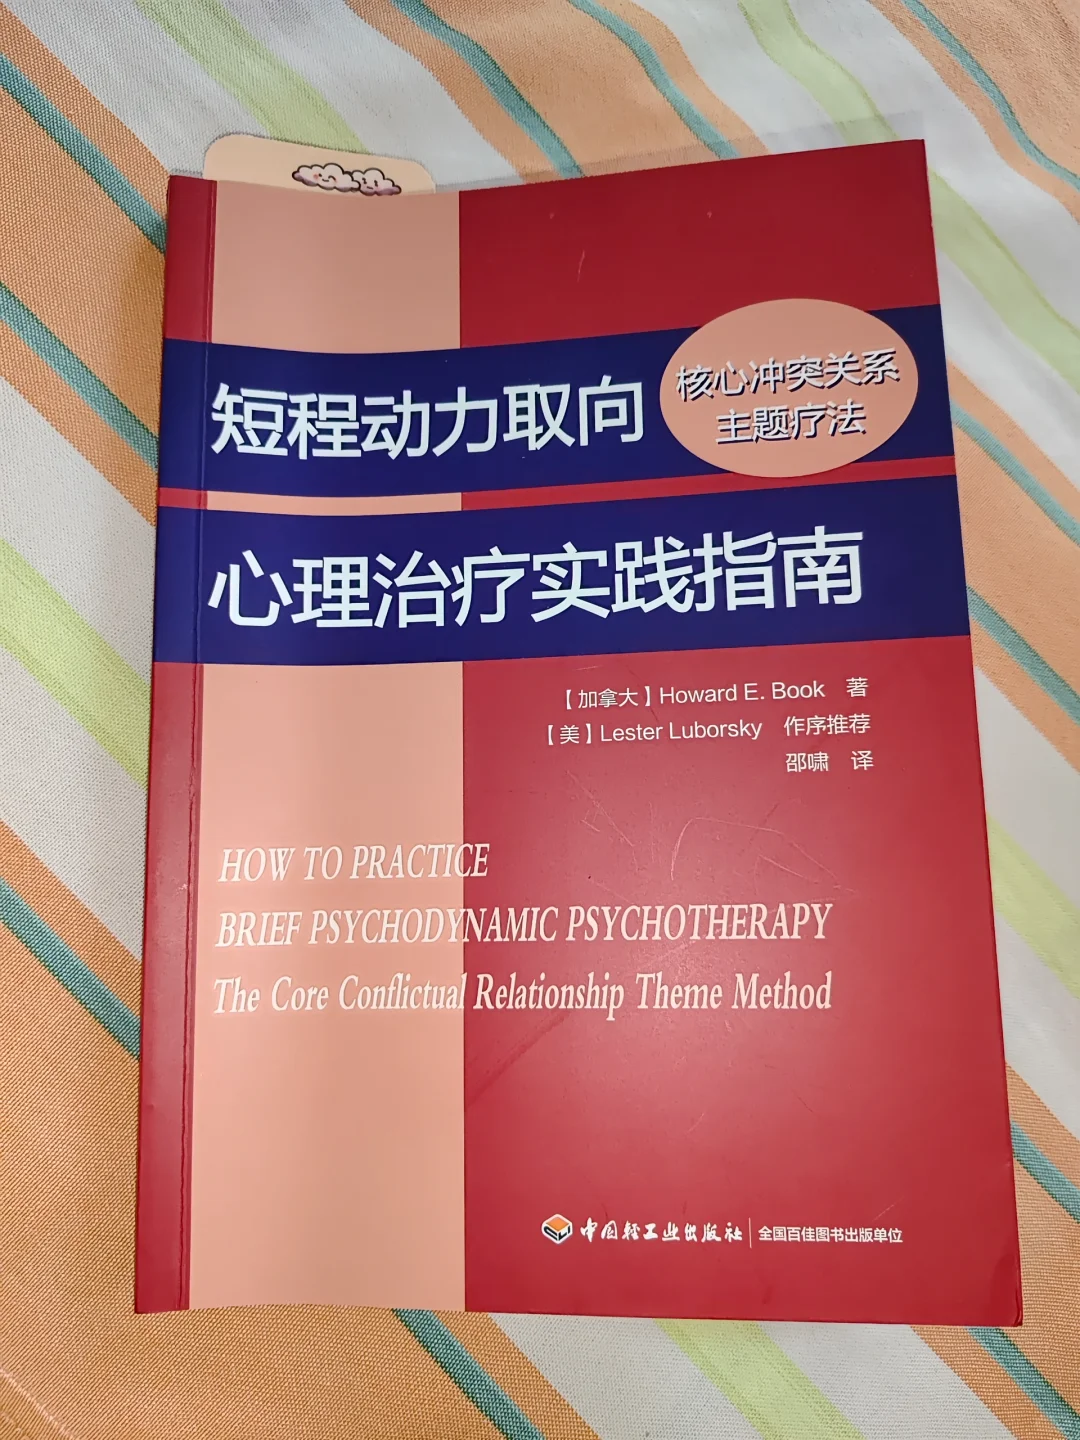 短程动力取向
核心冲突关系
主题疗法
心理治疗实践指南
【加拿大】Howard E. Book 著
【美】Lester Luborsky 作序推荐
邵啸 译
HOW TO PRACTICE
BRIEF PSYCHODYNAMIC PSYCHOTHERAPY
The Core Conflictual Relationship Theme Method
中国轻工业出版社 | 全国百佳图书出版单位